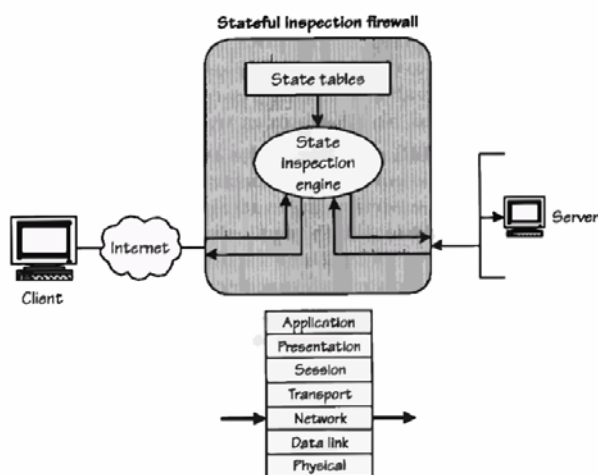 Stateful inspection firewall
State tables
State
inspection
engine
Internet
Server
Client
Application
Presentation
Session
Transport
Network
Data link
Physical